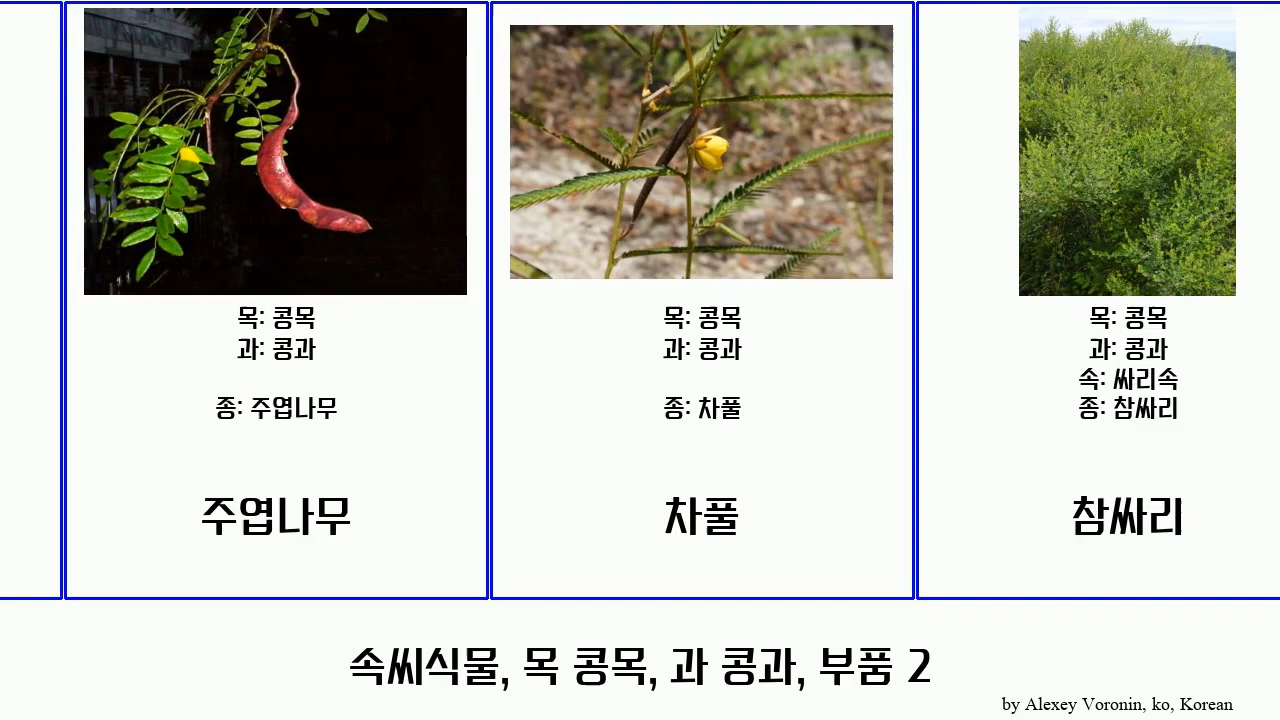 목: 콩목
과: 콩과
종: 주엽나무
주엽나무
목: 콩목
과: 콩과
종: 차풀
차풀
목: 콩목
과: 콩과
속: 싸리속
종: 참싸리
참싸리
속씨식물, 목 콩목, 과 콩과, 부품 2
by Alexey Voronin, ko, Korean